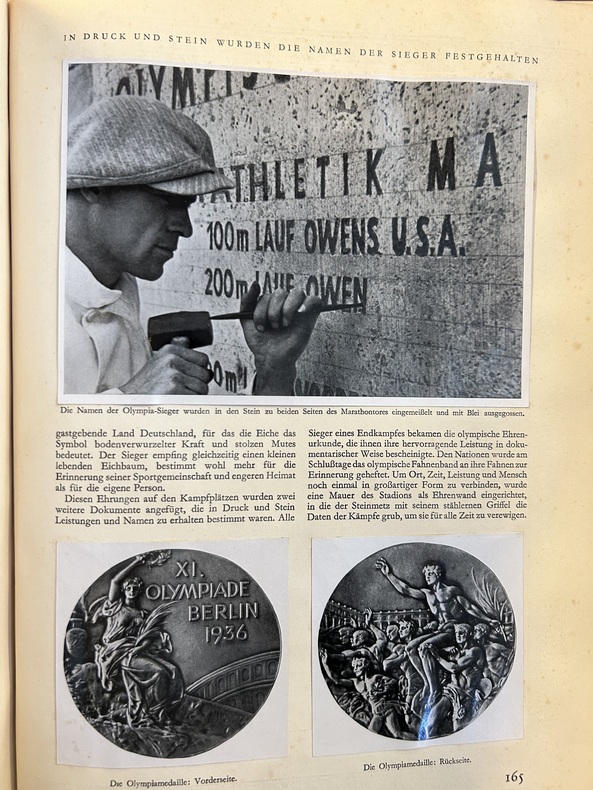 IN DRUCK UND STEIN WURDEN DIE NAMEN DER SIEGER FESTGEHALTEN
ATHLETIK MA
100m LAUF OWENS U.S.A.
200m LAUF OWEN
Die Namen der Olympia-Sieger wurden in den Stein zu beiden Seiten des Marathontores eingemeißelt und mit Blei ausgegossen.
gastgebende Land Deutschland, für das die Eiche das
Symbol bodenverwurzelter Kraft und stolzen Mutes
bedeutet. Der Sieger empfing gleichzeitig einen kleinen
lebenden Eichbaum, bestimmt wohl mehr für die
Erinnerung seiner Sportgemeinschaft und engeren Heimat
als für die eigene Person.
Diesen Ehrungen auf den Kampfplätzen wurden zwei
weitere Dokumente angefügt, die in Druck und Stein
Leistungen und Namen zu erhalten bestimmt waren. Alle
Sieger eines Endkampfes bekamen die olympische Ehren-
urkunde, die ihnen ihre hervorragende Leistung in doku-
mentarischer Weise bescheinigte. Den Nationen wurde am
Schlußtage das olympische Fahnenband an ihre Fahnen zur
Erinnerung geheftet. Um Ort, Zeit, Leistung und Mensch
noch einmal in großartiger Form zu verbinden, wurde
eine Mauer des Stadions als Ehrenwand eingerichtet,
in die der Steinmetz mit seinem stählernen Griffel die
Daten der Kämpfe grub, um sie für alle Zeit zu verewigen.
XI.
OLYMPIADE
BERLIN
1936
Die Olympiamedaille: Vorderseite.
Die Olympiamedaille: Rückseite.
165